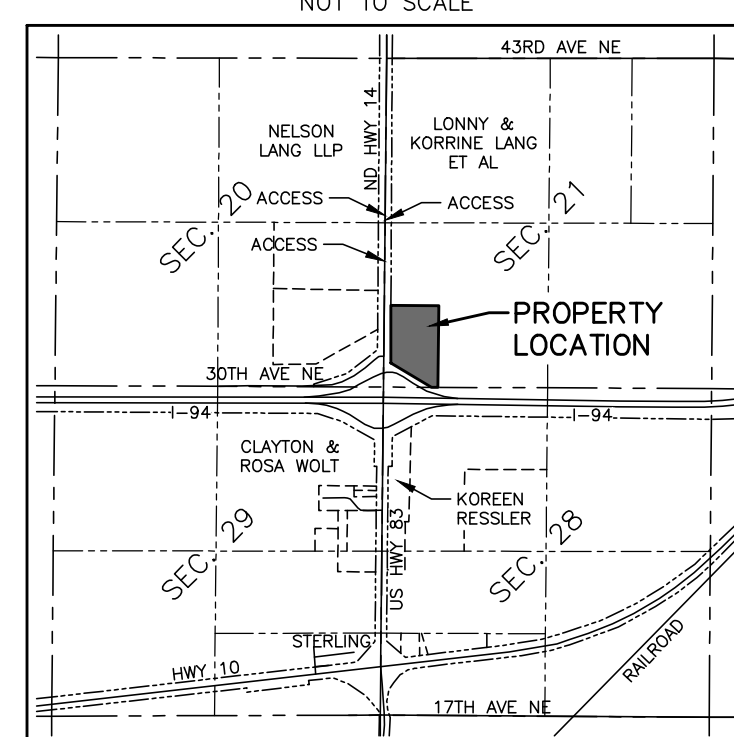 NOT TO SCALE
43RD AVE NE
ND HWY 14
NELSON
LANG LLP
LONNY &
KORRINE LANG
ET AL
ACCESS
ACCESS
SEC. 20
SEC. 21
ACCESS
PROPERTY
LOCATION
30TH AVE NE
I-94
I-94
CLAYTON &
ROSA WOLT
KOREEN
RESSLER
US HWY 83
SEC. 29
SEC. 28
STERLING
HWY 10
RAILROAD
17TH AVE NE